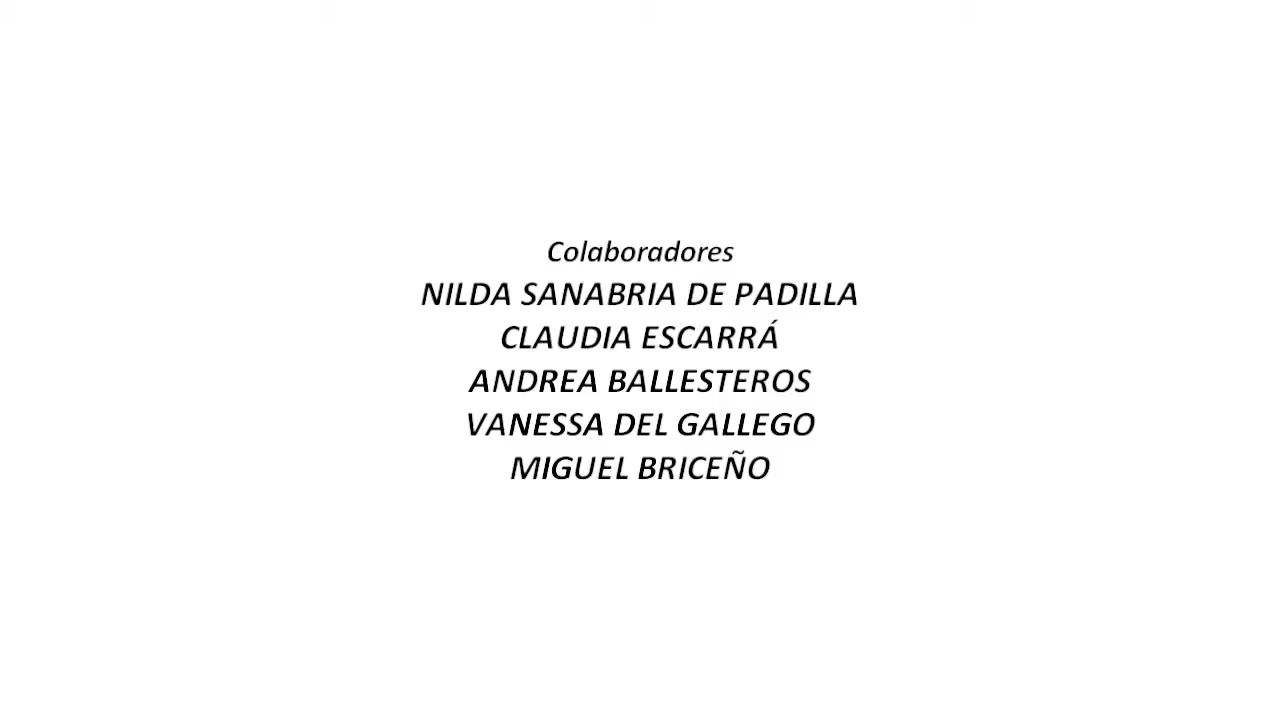 Colaboradores
NILDA SANABRIA DE PADILLA
CLAUDIA ESCARRÁ
ANDREA BALLESTEROS
VANESSA DEL GALLEGO
MIGUEL BRICEÑO